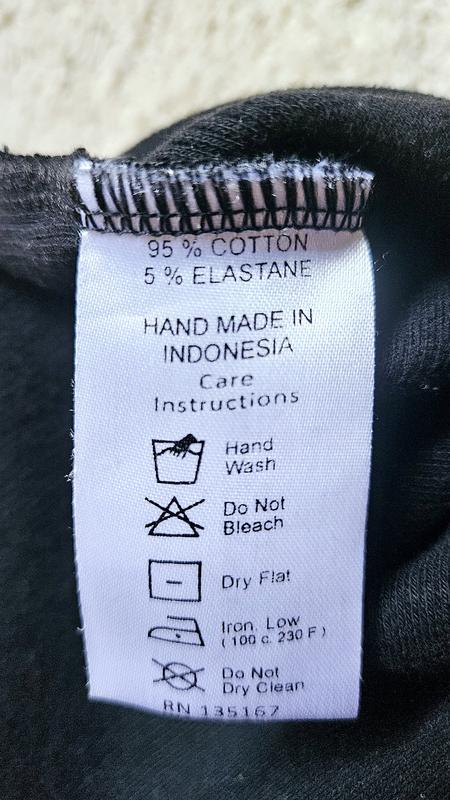 95 % COTTON
5 % ELASTANE
HAND MADE IN
INDONESIA
Care
Instructions
Hand
Wash
Do Not
Bleach
Dry Flat
Iron. Low
( 100 c. 230 F )
Do Not
Dry Clean
RN 135167